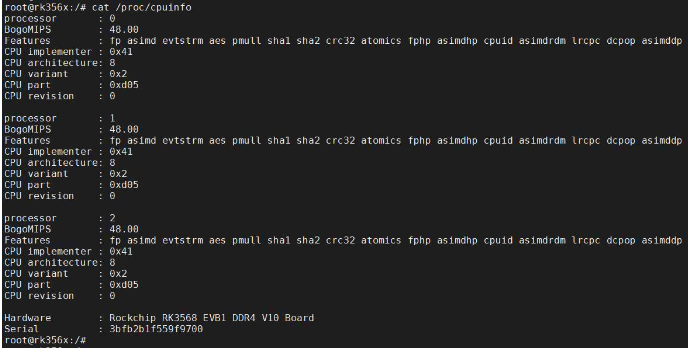 root@rk356x:/# cat /proc/cpuinfo
processor       : 0
BogoMIPS        : 48.00
Features        : fp asimd evtstrm aes pmull sha1 sha2 crc32 atomics fphp asimdhp cpuid asimdrdm lrcpc dcpop asimddp
CPU implementer : 0x41
CPU architecture: 8
CPU variant     : 0x2
CPU part        : 0xd05
CPU revision    : 0

processor       : 1
BogoMIPS        : 48.00
Features        : fp asimd evtstrm aes pmull sha1 sha2 crc32 atomics fphp asimdhp cpuid asimdrdm lrcpc dcpop asimddp
CPU implementer : 0x41
CPU architecture: 8
CPU variant     : 0x2
CPU part        : 0xd05
CPU revision    : 0

processor       : 2
BogoMIPS        : 48.00
Features        : fp asimd evtstrm aes pmull sha1 sha2 crc32 atomics fphp asimdhp cpuid asimdrdm lrcpc dcpop asimddp
CPU implementer : 0x41
CPU architecture: 8
CPU variant     : 0x2
CPU part        : 0xd05
CPU revision    : 0

Hardware        : Rockchip RK3568 EVB1 DDR4 V10 Board
Serial          : 3bfb2b1f559f9700
root@rk356x:/#